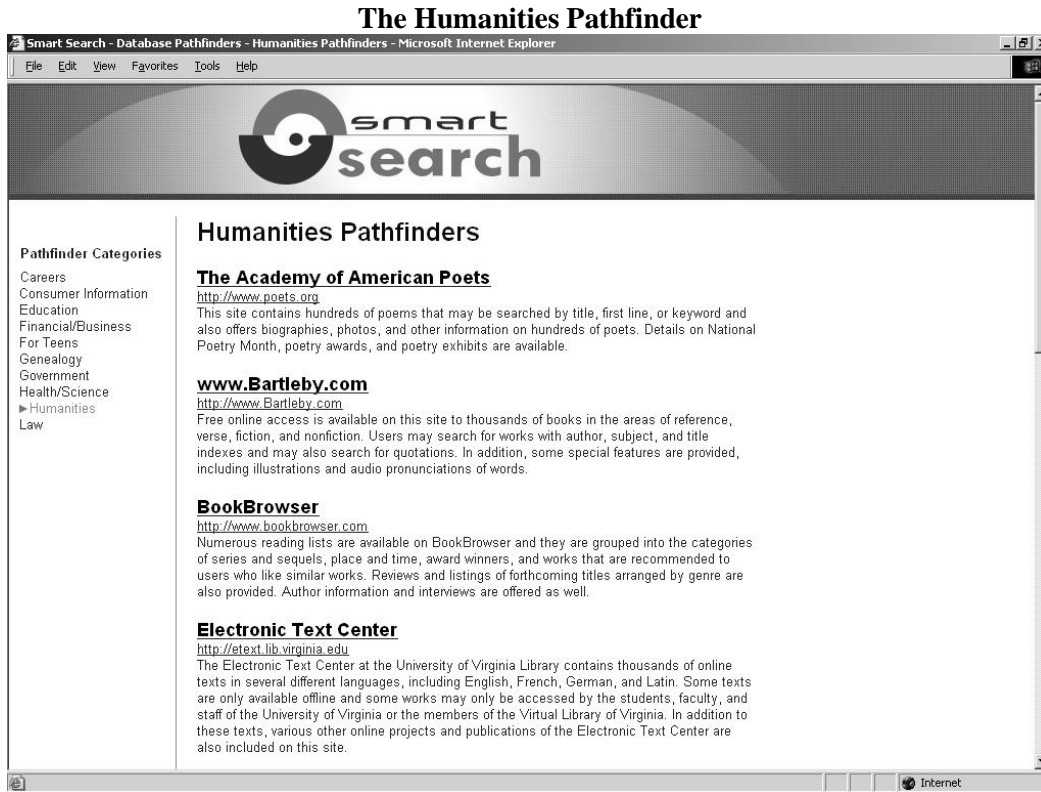 The Humanities Pathfinder
Smart Search - Database Pathfinders - Humanities Pathfinders - Microsoft Internet Explorer
File Edit View Favorites Tools Help
smart
search
Pathfinder Categories
Careers
Consumer Information
Education
Financial/Business
For Teens
Genealogy
Government
Health/Science
►Humanities
Law
Humanities Pathfinders
The Academy of American Poets
http://www.poets.org
This site contains hundreds of poems that may be searched by title, first line, or keyword and
also offers biographies, photos, and other information on hundreds of poets. Details on National
Poetry Month, poetry awards, and poetry exhibits are available.
www.Bartleby.com
http://www.Bartleby.com
Free online access is available on this site to thousands of books in the areas of reference,
verse, fiction, and nonfiction. Users may search for works with author, subject, and title
indexes and may also search for quotations. In addition, some special features are provided,
including illustrations and audio pronunciations of words.
BookBrowser
http://www.bookbrowser.com
Numerous reading lists are available on BookBrowser and they are grouped into the categories
of series and sequels, place and time, award winners, and works that are recommended to
users who like similar works. Reviews and listings of forthcoming titles arranged by genre are
also provided. Author information and interviews are offered as well.
Electronic Text Center
http://etext.lib.virginia.edu
The Electronic Text Center at the University of Virginia Library contains thousands of online
texts in several different languages, including English, French, German, and Latin. Some texts
are only available offline and some works may only be accessed by the students, faculty, and
staff of the University of Virginia or the members of the Virtual Library of Virginia. In addition to
these texts, various other online projects and publications of the Electronic Text Center are
also included on this site.
Internet